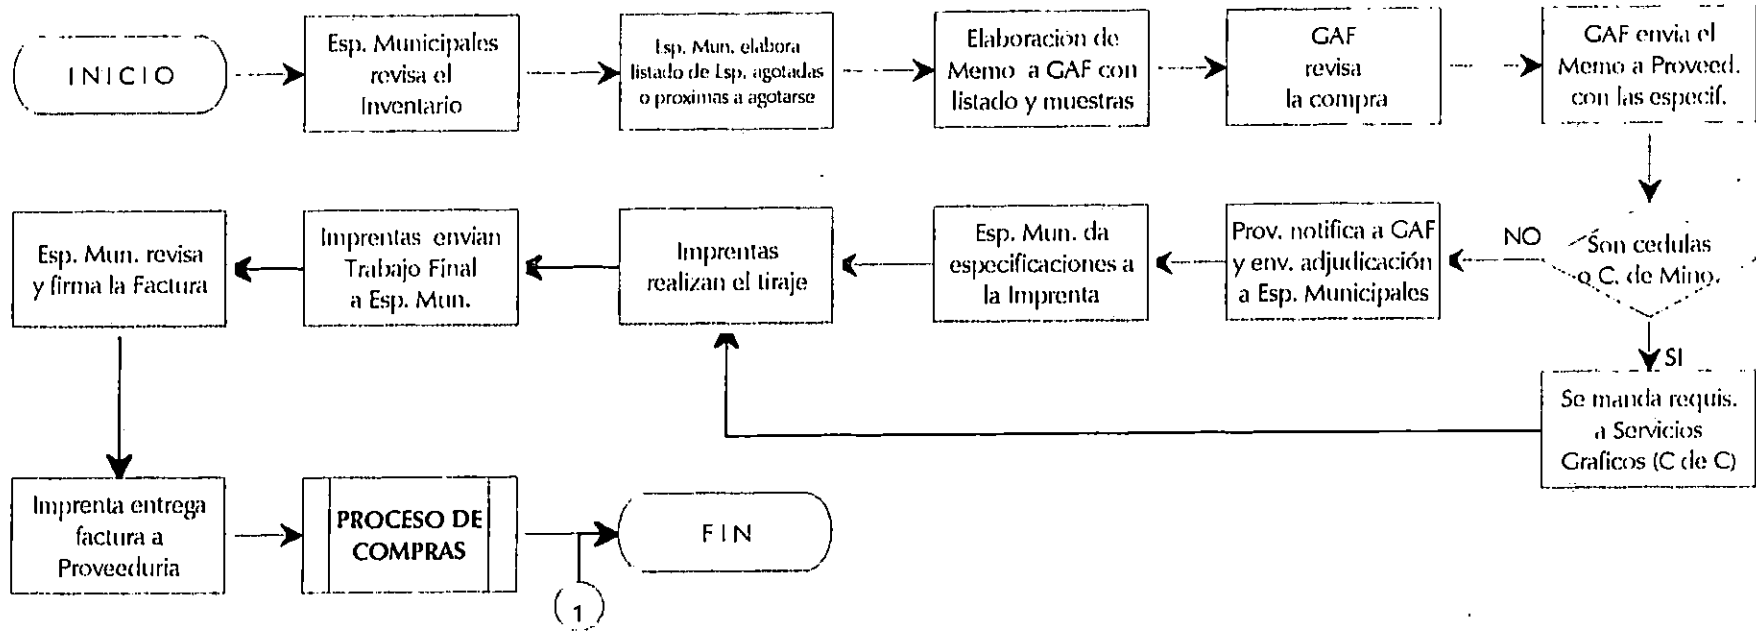 INICIO
Esp. Municipales
revisa el
Inventario
Esp. Mun. elabora
listado de Esp. agotadas
o proximas a agotarse
Elaboración de
Memo a GAF con
listado y muestras
GAF
revisa
la compra
GAF envia el
Memo a Proveed.
con las especif.
Son cedulas
o C. de Mino.
NO
Prov. notifica a GAF
y env. adjudicación
a Esp. Municipales
Esp. Mun. da
especificaciones a
la Imprenta
Imprentas
realizan el tiraje
Imprentas envian
Trabajo Final
a Esp. Mun.
Esp. Mun. revisa
y firma la Factura
SI
Se manda requis.
a Servicios
Graficos (C de C)
Imprenta entrega
factura a
Proveeduria
PROCESO DE
COMPRAS
1
FIN